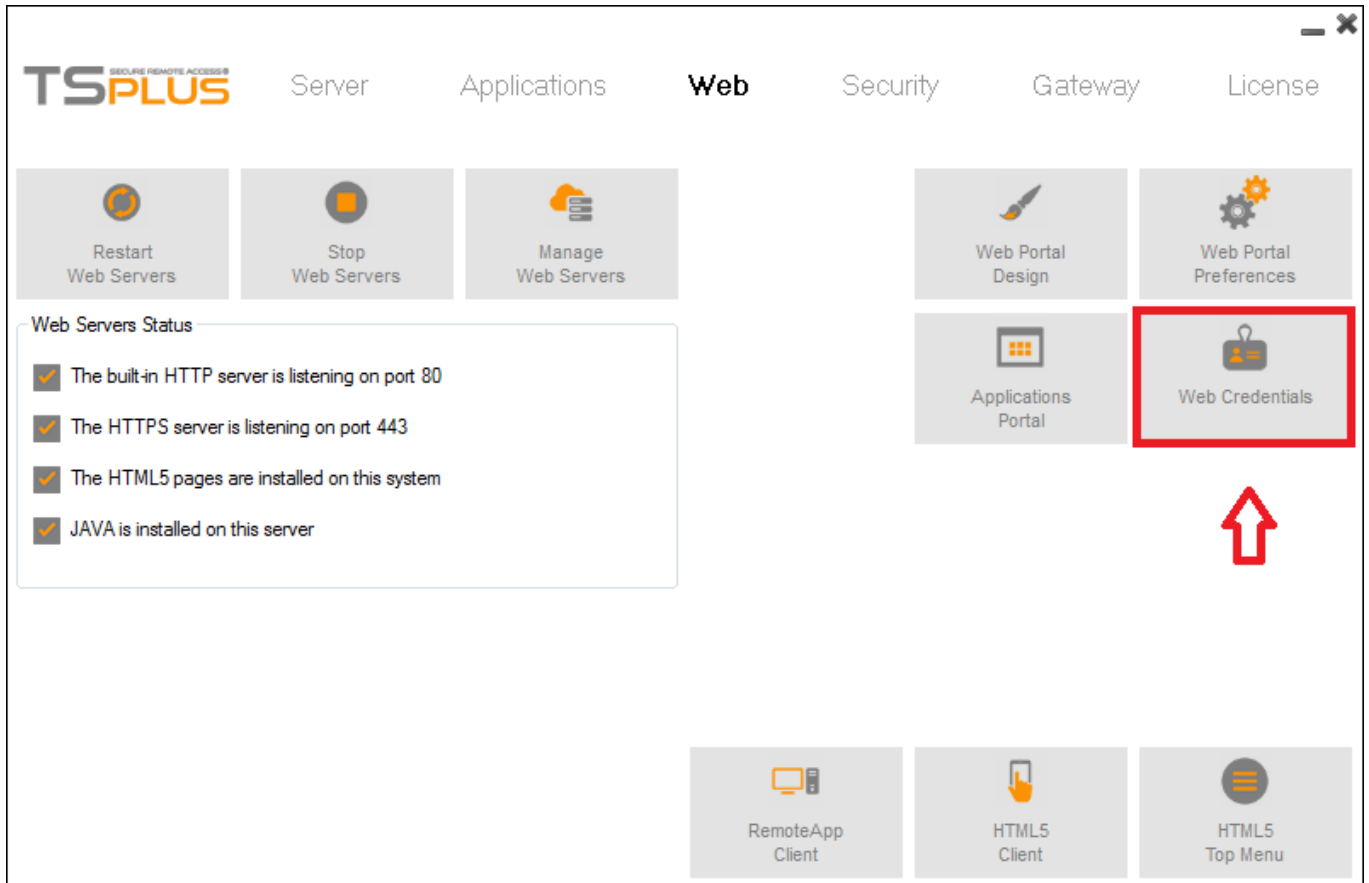 TSPLUS
SECURE REMOTE ACCESS®
Server
Applications
Web
Security
Gateway
License
Restart
Web Servers
Stop
Web Servers
Manage
Web Servers
Web Portal
Design
Web Portal
Preferences
Web Servers Status
The built-in HTTP server is listening on port 80
The HTTPS server is listening on port 443
The HTML5 pages are installed on this system
JAVA is installed on this server
Applications
Portal
Web Credentials
RemoteApp
Client
HTML5
Client
HTML5
Top Menu